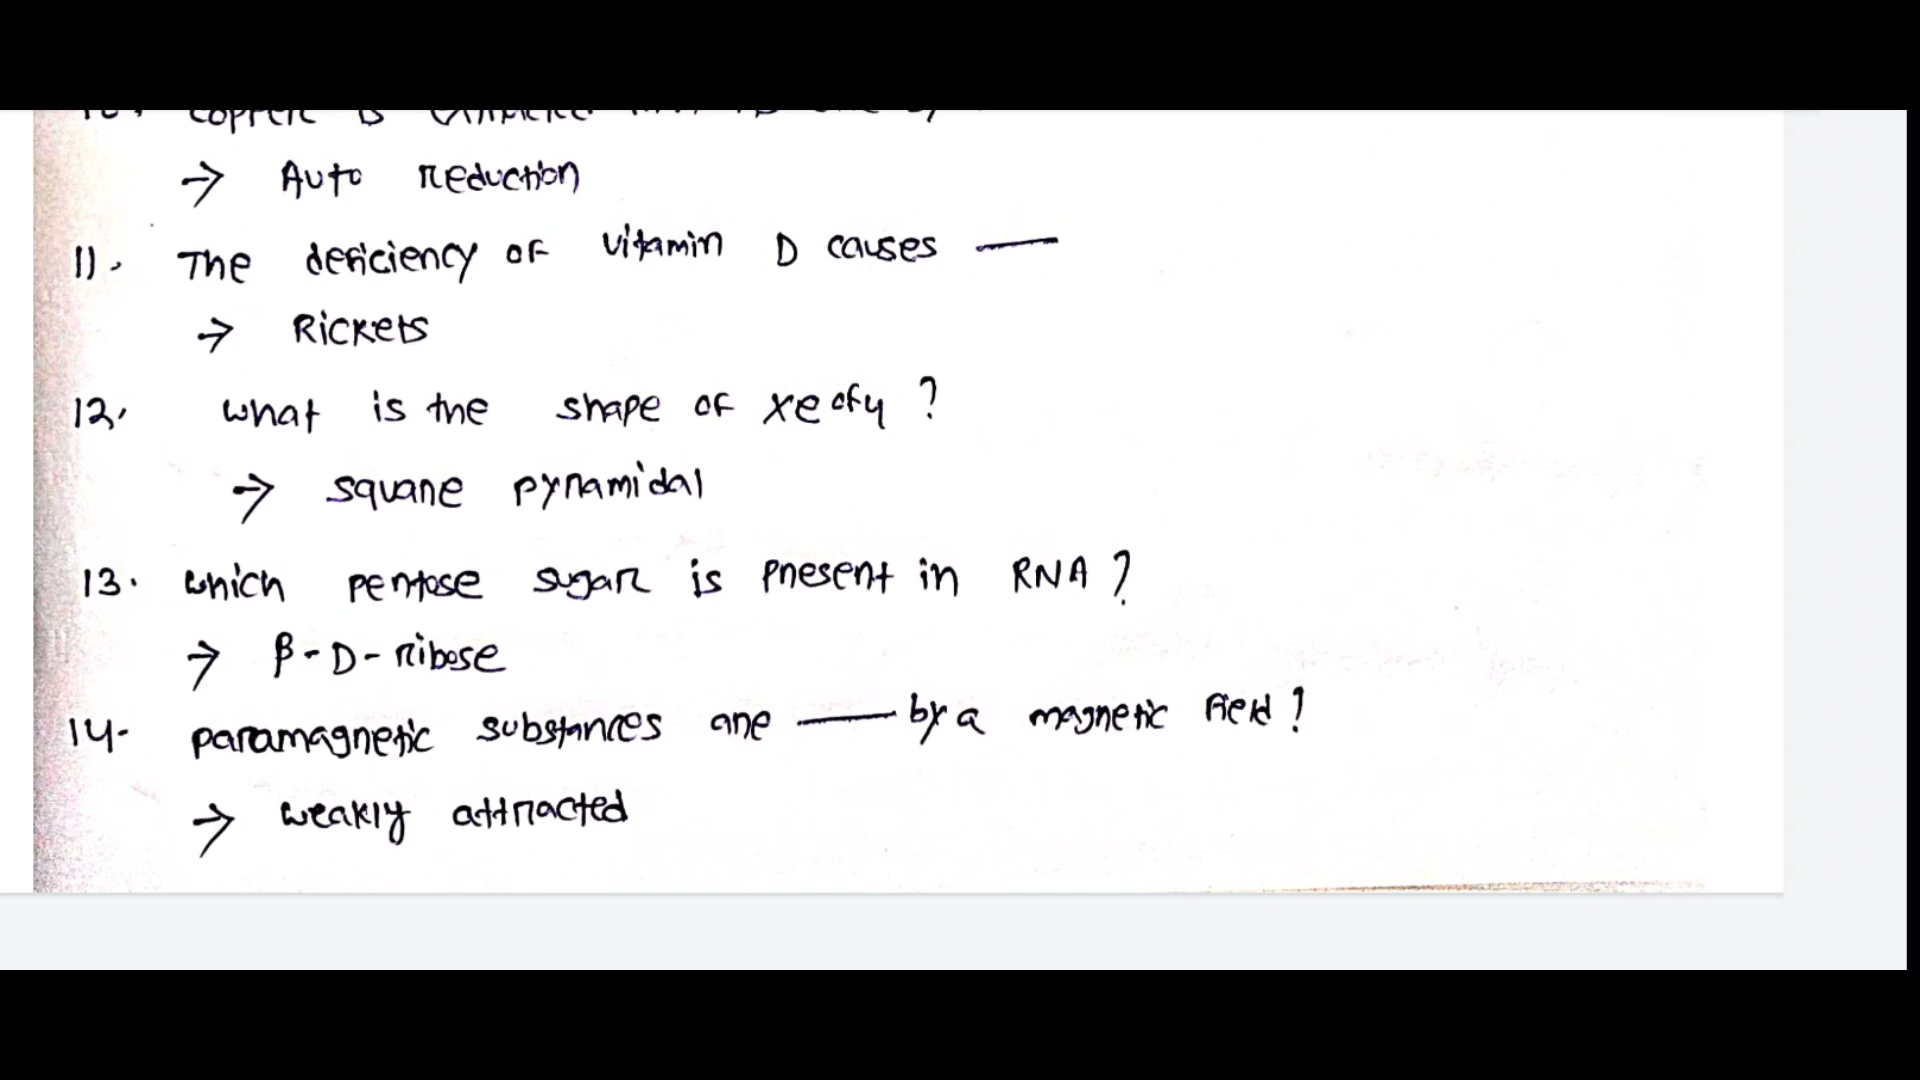 → Auto reduction
11. The deficiency of vitamin D causes —
→ Rickets
12. what is the shape of xeofy ?
→ square pyramidal
13. which pentose sugar is present in RNA ?
→ β-D-ribose
14. paramagnetic substances are — by a magnetic field ?
→ weakly attracted